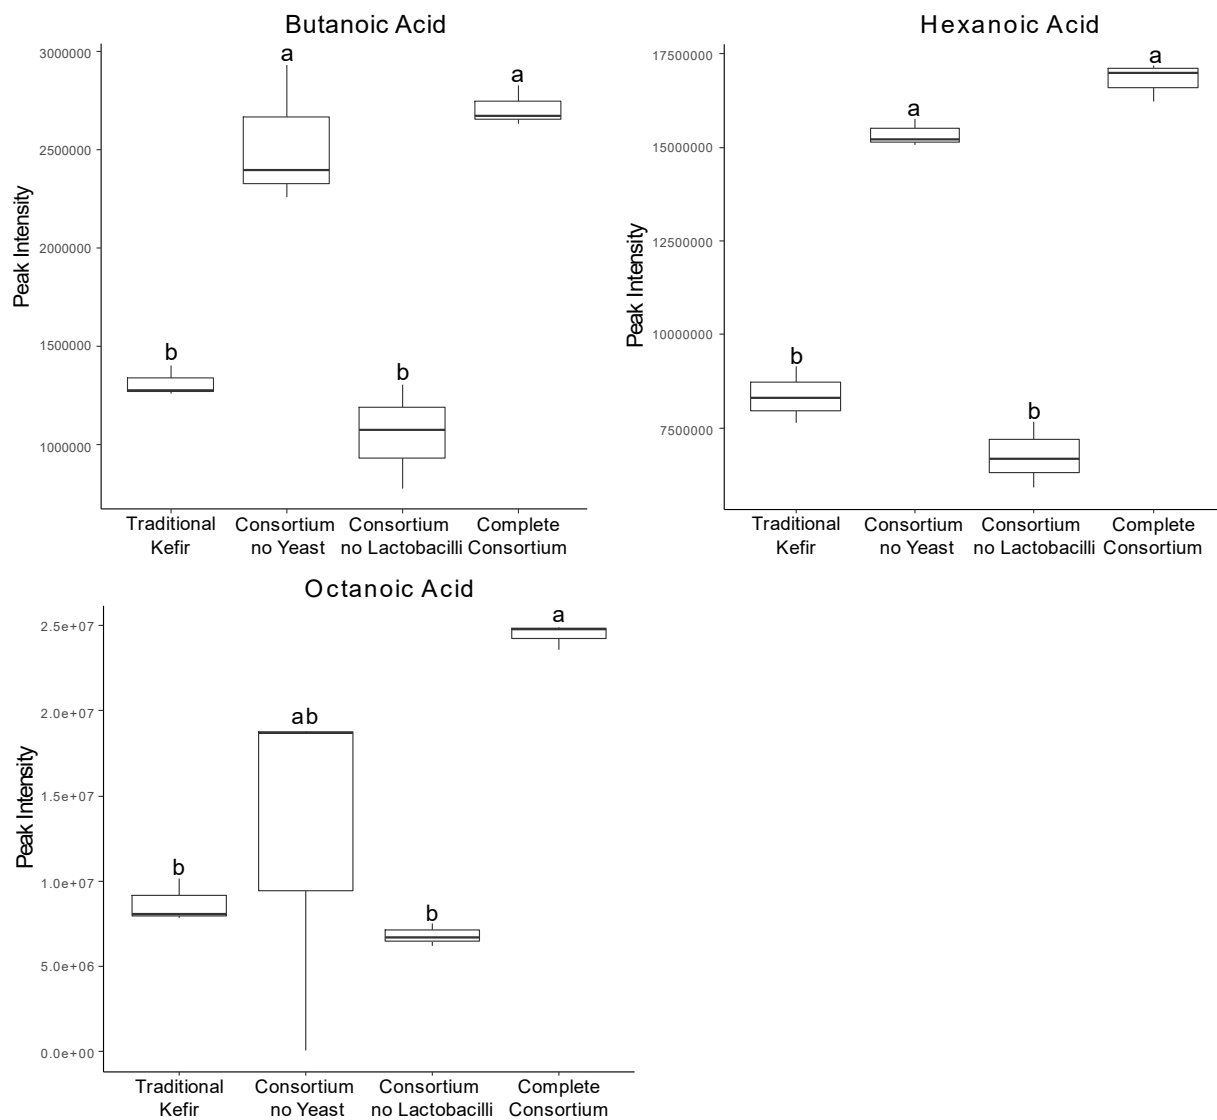 Butanoic Acid
3000000
2500000
2000000
1500000
1000000
Peak Intensity
a
a
b
b
Traditional Kefir
Consortium no Yeast
Consortium no Lactobacilli
Complete Consortium
Hexanoic Acid
17500000
15000000
12500000
10000000
7500000
Peak Intensity
a
a
b
b
Traditional Kefir
Consortium no Yeast
Consortium no Lactobacilli
Complete Consortium
Octanoic Acid
2.5e+07
2.0e+07
1.5e+07
1.0e+07
5.0e+06
0.0e+00
Peak Intensity
a
ab
b
b
Traditional Kefir
Consortium no Yeast
Consortium no Lactobacilli
Complete Consortium